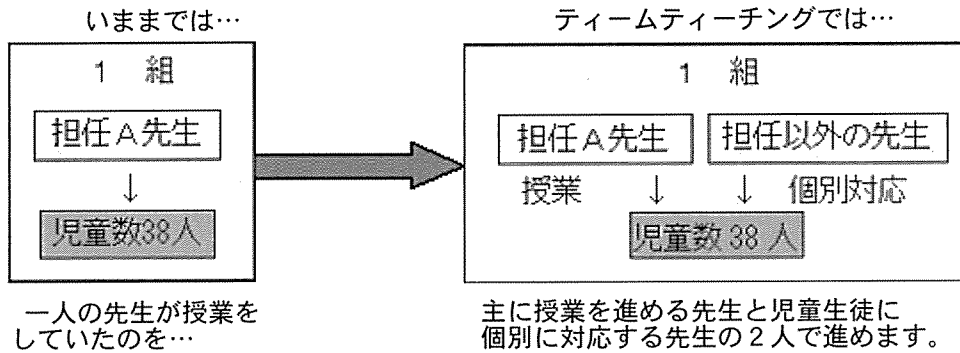 いままでは…
1 組
担任A先生
↓
児童数38人
一人の先生が授業を
していたのを…
ティームティーチングでは…
1 組
担任A先生 担任以外の先生
授業 ↓ ↓ 個別対応
児童数 38 人
主に授業を進める先生と児童生徒に
個別に対応する先生の2人で進めます。